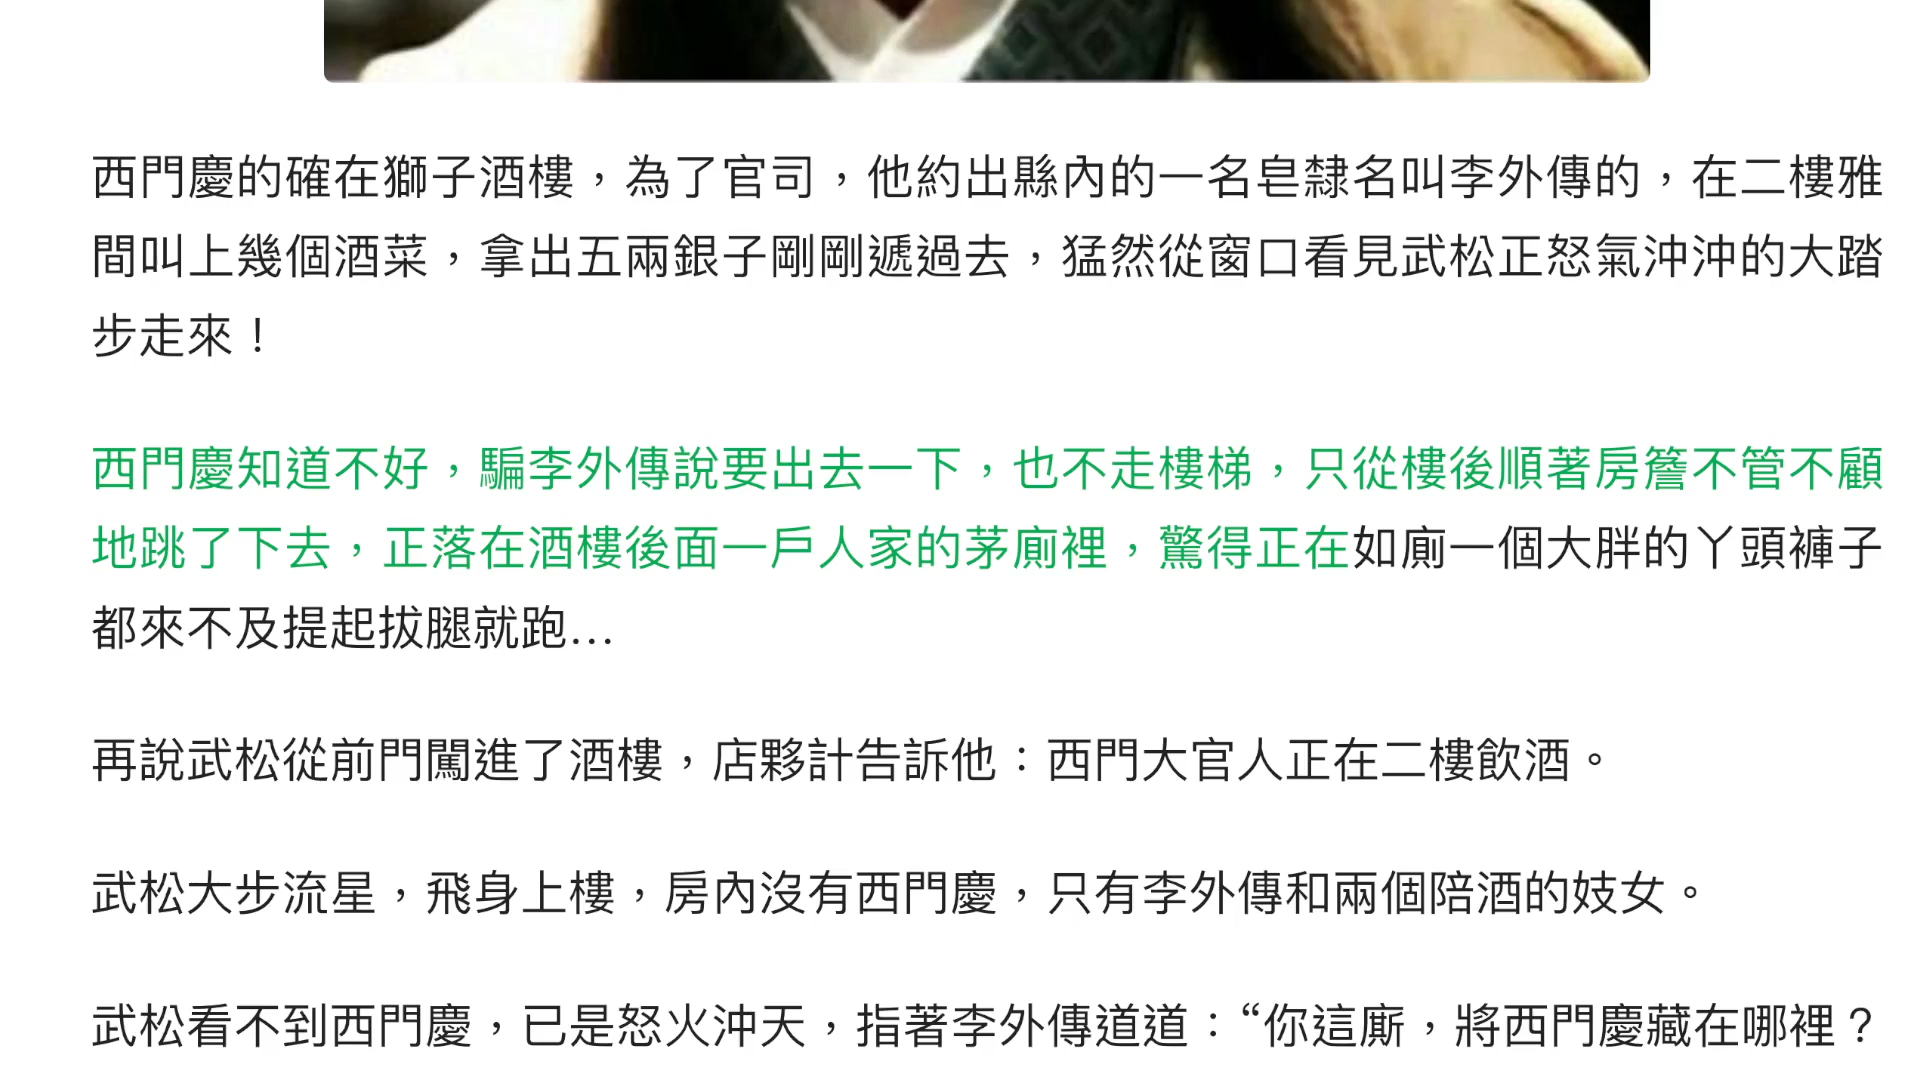 西門慶的確在獅子酒樓，為了官司，他約出縣內的一名皂隸名叫李外傳的，在二樓雅
間叫上幾個酒菜，拿出五兩銀子剛剛遞過去，猛然從窗口看見武松正怒氣沖沖的大踏
步走來！
西門慶知道不好，騙李外傳說要出去一下，也不走樓梯，只從樓後順著房簷不管不顧
地跳了下去，正落在酒樓後面一戶人家的茅廁裡，驚得正在如廁一個大胖的丫頭褲子
都來不及提起拔腿就跑…
再說武松從前門闖進了酒樓，店夥計告訴他：西門大官人正在二樓飲酒。
武松大步流星，飛身上樓，房內沒有西門慶，只有李外傳和兩個陪酒的妓女。
武松看不到西門慶，已是怒火沖天，指著李外傳道道：“你這廝，將西門慶藏在哪裡？